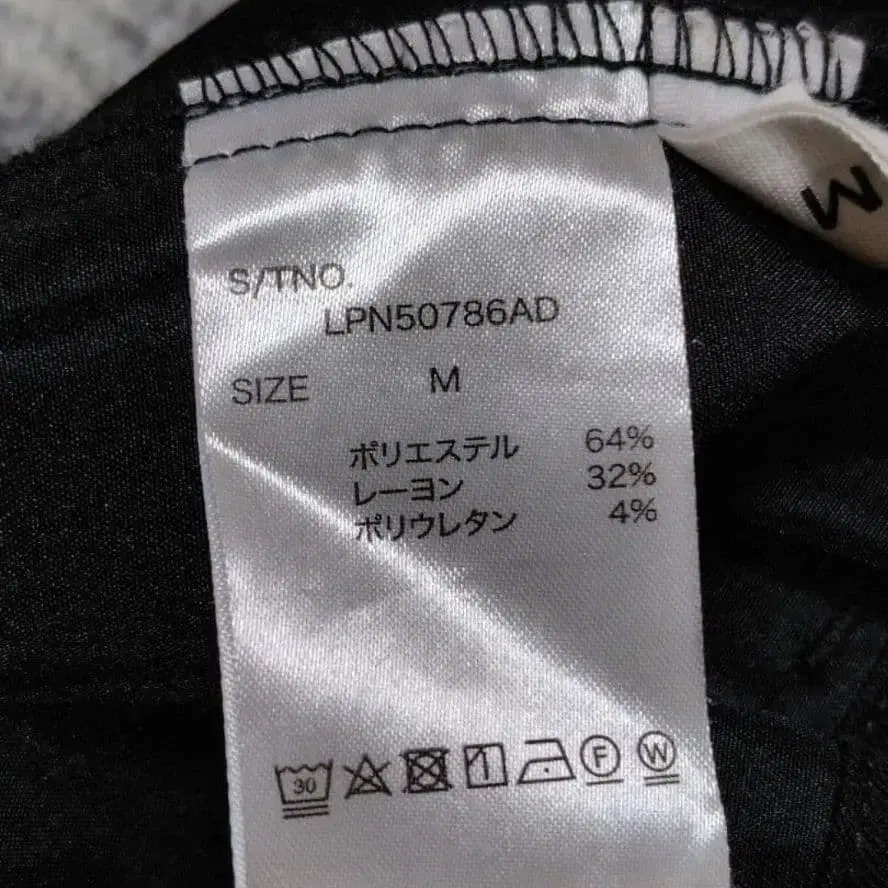 M
S/TNO.
LPN50786AD
SIZE M
ポリエステル 64%
レーヨン 32%
ポリウレタン 4%
30
F
W